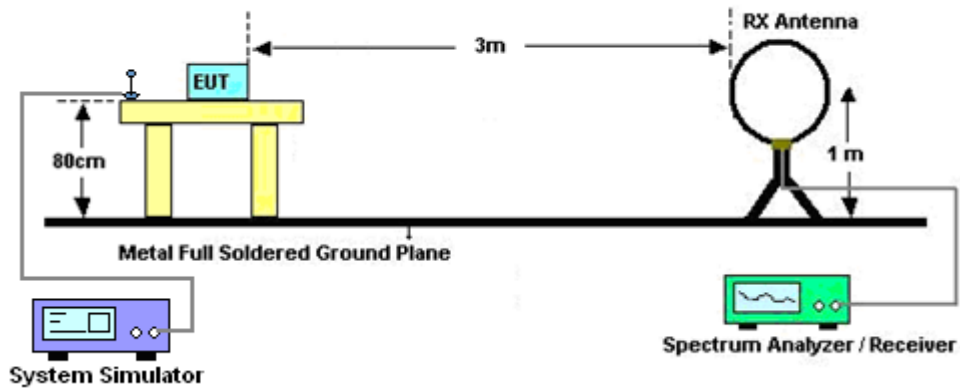 RX Antenna
3m
EUT
80cm
1 m
Metal Full Soldered Ground Plane
Spectrum Analyzer / Receiver
System Simulator